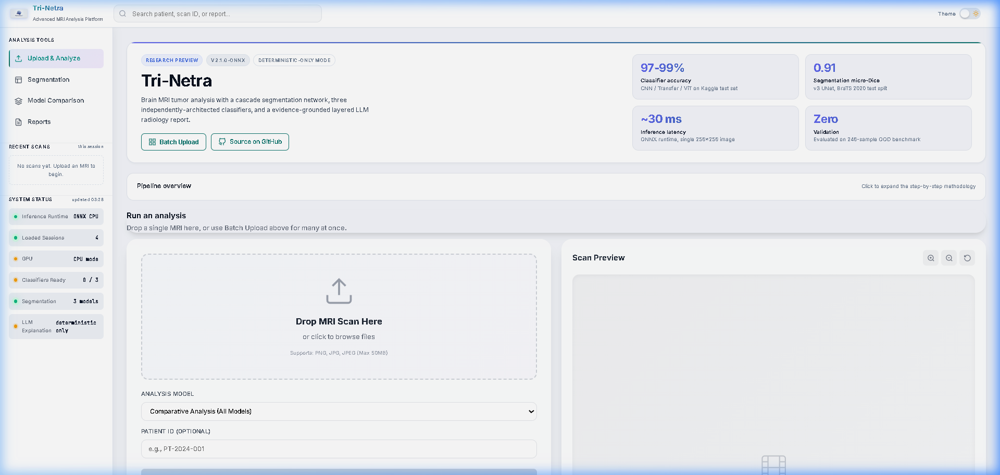 Tri-Netra
Advanced MRI Analysis Platform
Search patient, scan ID, or report...
Theme
ANALYSIS TOOLS
Upload & Analyze
Segmentation
Model Comparison
Reports
RECENT SCANS this session
No scans yet. Upload an MRI to
begin.
SYSTEM STATUS updated 03:28
Inference Runtime ONNX CPU
Loaded Sessions 4
GPU CPU mode
Classifiers Ready 0 / 3
Segmentation 3 models
LLM Explanation deterministic only
RESEARCH PREVIEW V2.1.0-ONNX DETERMINISTIC-ONLY MODE
Tri-Netra
Brain MRI tumor analysis with a cascade segmentation network, three
independently-architected classifiers, and a evidence-grounded layered LLM
radiology report.
Batch Upload Source on GitHub
97-99%
Classifier accuracy
CNN / Transfer / ViT on Kaggle test set
0.91
Segmentation micro-Dice
v3 UNet, BraTS 2020 test split
~30 ms
Inference latency
ONNX runtime, single 256×256 image
Zero
Validation
Evaluated on 246-sample OOD benchmark
Pipeline overview Click to expand the step-by-step methodology
Run an analysis
Drop a single MRI here, or use Batch Upload above for many at once.
Drop MRI Scan Here
or click to browse files
Supports: PNG, JPG, JPEG (Max 50MB)
ANALYSIS MODEL
Comparative Analysis (All Models)
PATIENT ID (OPTIONAL)
e.g., PT-2024-001
Scan Preview